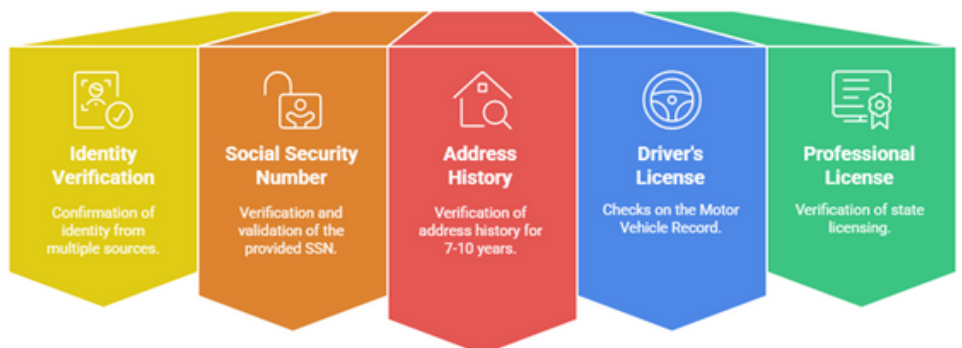 Identity
Verification
Confirmation of
identity from
multiple sources.
Social Security
Number
Verification and
validation of the
provided SSN.
Address
History
Verification of
address history for
7-10 years.
Driver's
License
Checks on the Motor
Vehicle Record.
Professional
License
Verification of state
licensing.